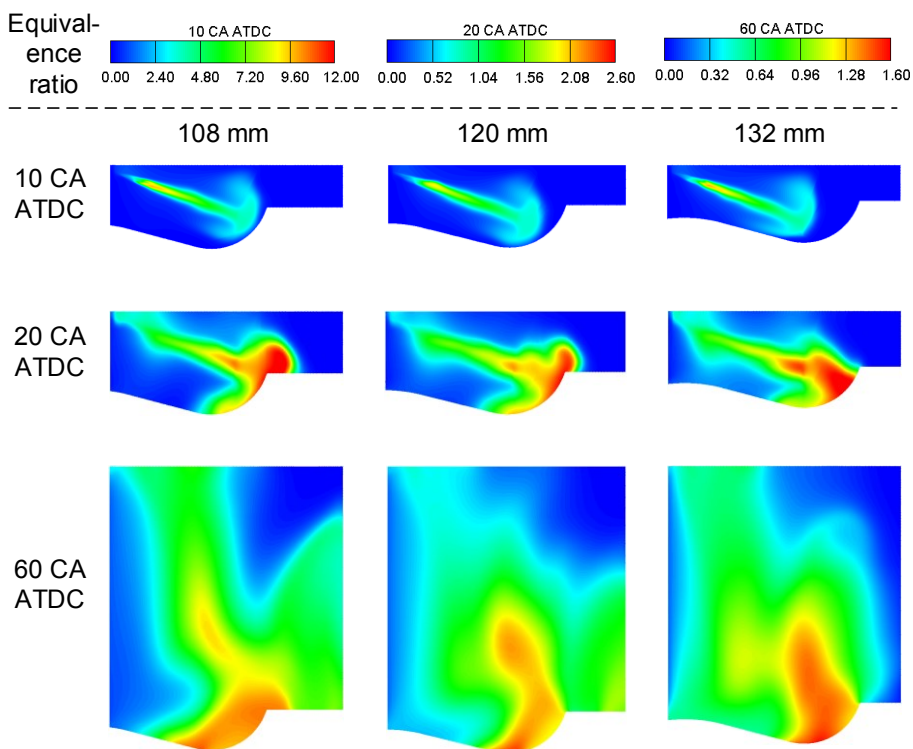 Equival-
ence
ratio
10 CA ATDC
0.00 2.40 4.80 7.20 9.60 12.00
20 CA ATDC
0.00 0.52 1.04 1.56 2.08 2.60
60 CA ATDC
0.00 0.32 0.64 0.96 1.28 1.60
108 mm
120 mm
132 mm
10 CA
ATDC
20 CA
ATDC
60 CA
ATDC